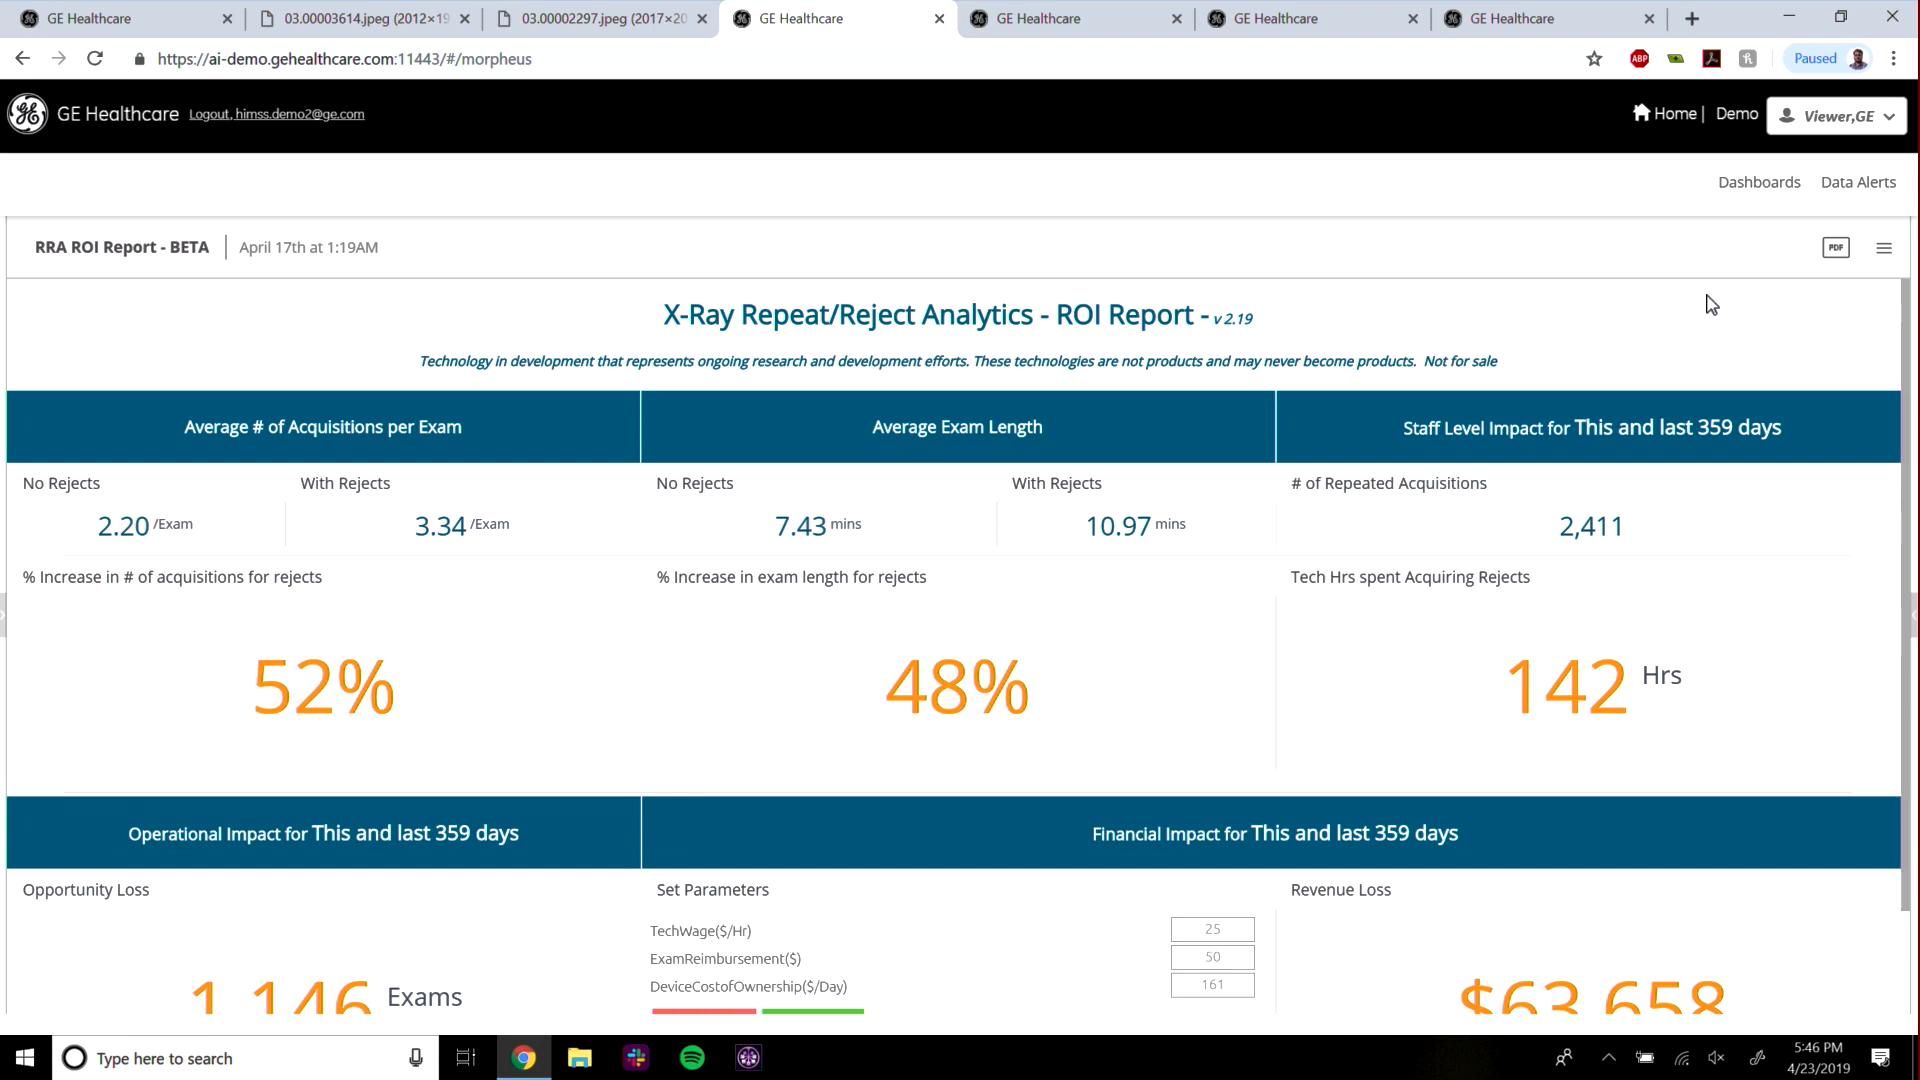 GE Healthcare
03.00003614.jpeg (2012×19
03.00002297.jpeg (2017×20
GE Healthcare
GE Healthcare
GE Healthcare
GE Healthcare
https://ai-demo.gehealthcare.com:11443/#/morpheus
ABP
Paused
GE Healthcare Logout, himss.demo2@ge.com
Home | Demo
Viewer,GE
Dashboards Data Alerts
RRA ROI Report - BETA April 17th at 1:19AM
PDF
X-Ray Repeat/Reject Analytics - ROI Report - v 2.19
Technology in development that represents ongoing research and development efforts. These technologies are not products and may never become products. Not for sale
Average # of Acquisitions per Exam
Average Exam Length
Staff Level Impact for This and last 359 days
No Rejects
With Rejects
No Rejects
With Rejects
# of Repeated Acquisitions
2.20 /Exam
3.34 /Exam
7.43 mins
10.97 mins
2,411
% Increase in # of acquisitions for rejects
% Increase in exam length for rejects
Tech Hrs spent Acquiring Rejects
52%
48%
142 Hrs
Operational Impact for This and last 359 days
Financial Impact for This and last 359 days
Opportunity Loss
Set Parameters
Revenue Loss
TechWage($/Hr) 25
ExamReimbursement($) 50
DeviceCostofOwnership($/Day) 161
1,146 Exams
$63,658
Type here to search
5:46 PM
4/23/2019